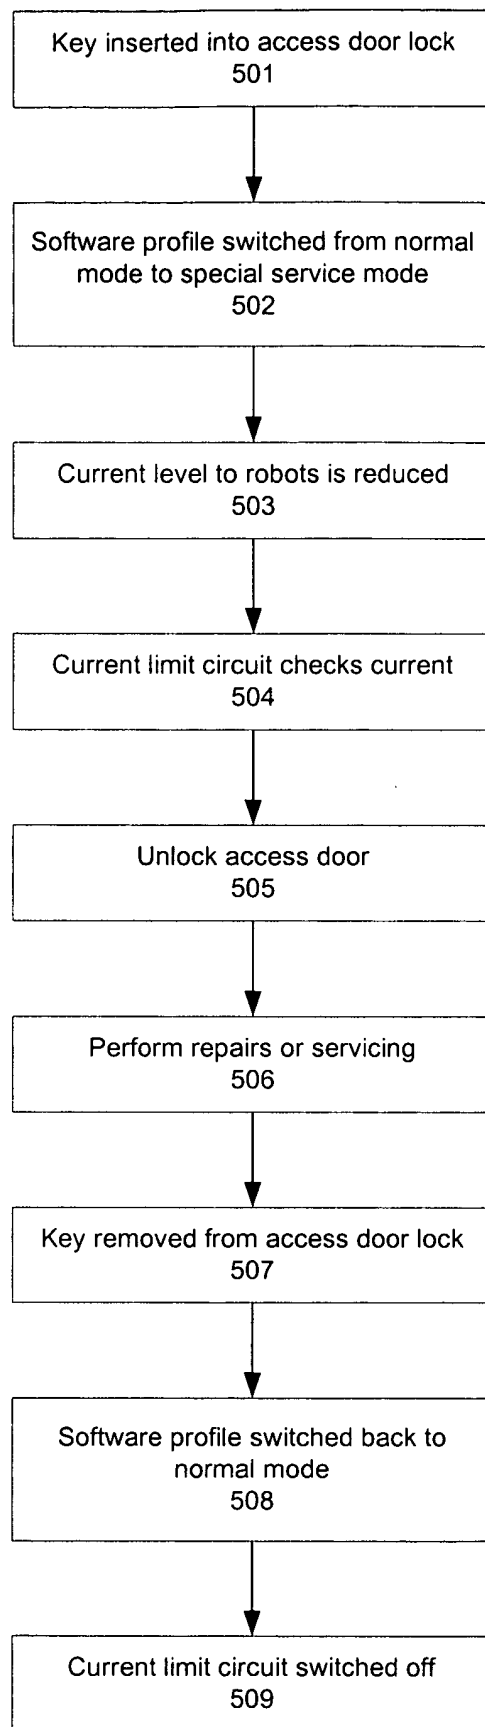 Key inserted into access door lock
501
Software profile switched from normal
mode to special service mode
502
Current level to robots is reduced
503
Current limit circuit checks current
504
Unlock access door
505
Perform repairs or servicing
506
Key removed from access door lock
507
Software profile switched back to
normal mode
508
Current limit circuit switched off
509